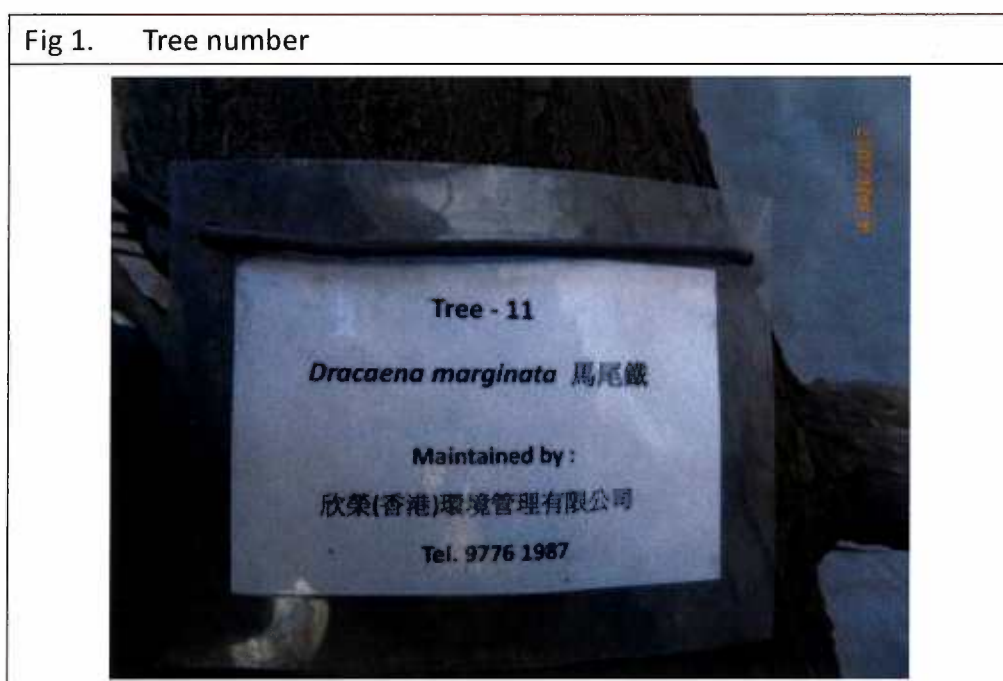 Fig 1. Tree number
Tree - 11
Dracaena marginata 馬尾鐵
Maintained by :
欣榮(香港)環境管理有限公司
Tel. 9776 1987